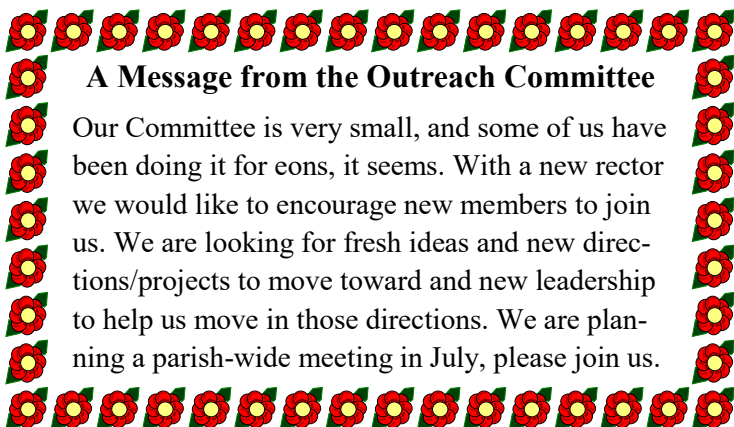 A Message from the Outreach Committee
Our Committee is very small, and some of us have
been doing it for eons, it seems. With a new rector
we would like to encourage new members to join
us. We are looking for fresh ideas and new direc-
tions/projects to move toward and new leadership
to help us move in those directions. We are plan-
ning a parish-wide meeting in July, please join us.